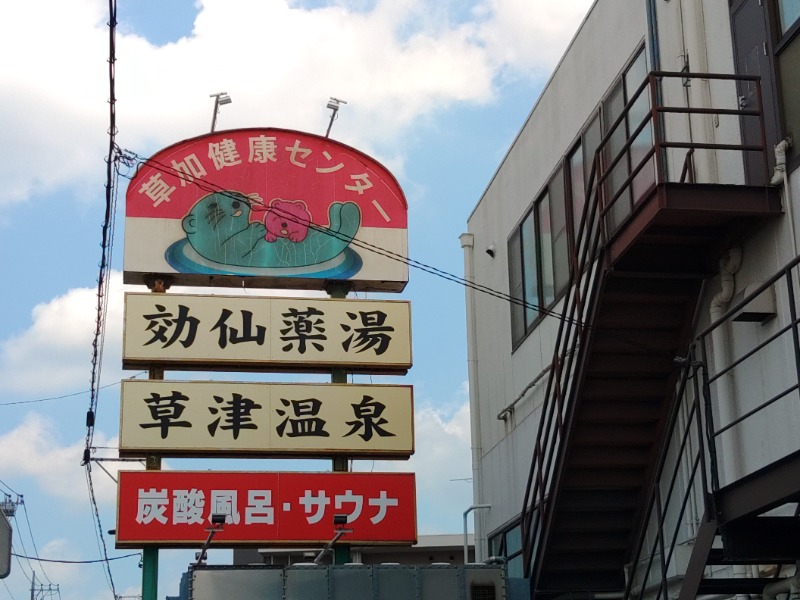 草加健康センター
効仙薬湯
草津温泉
炭酸風呂・サウナ